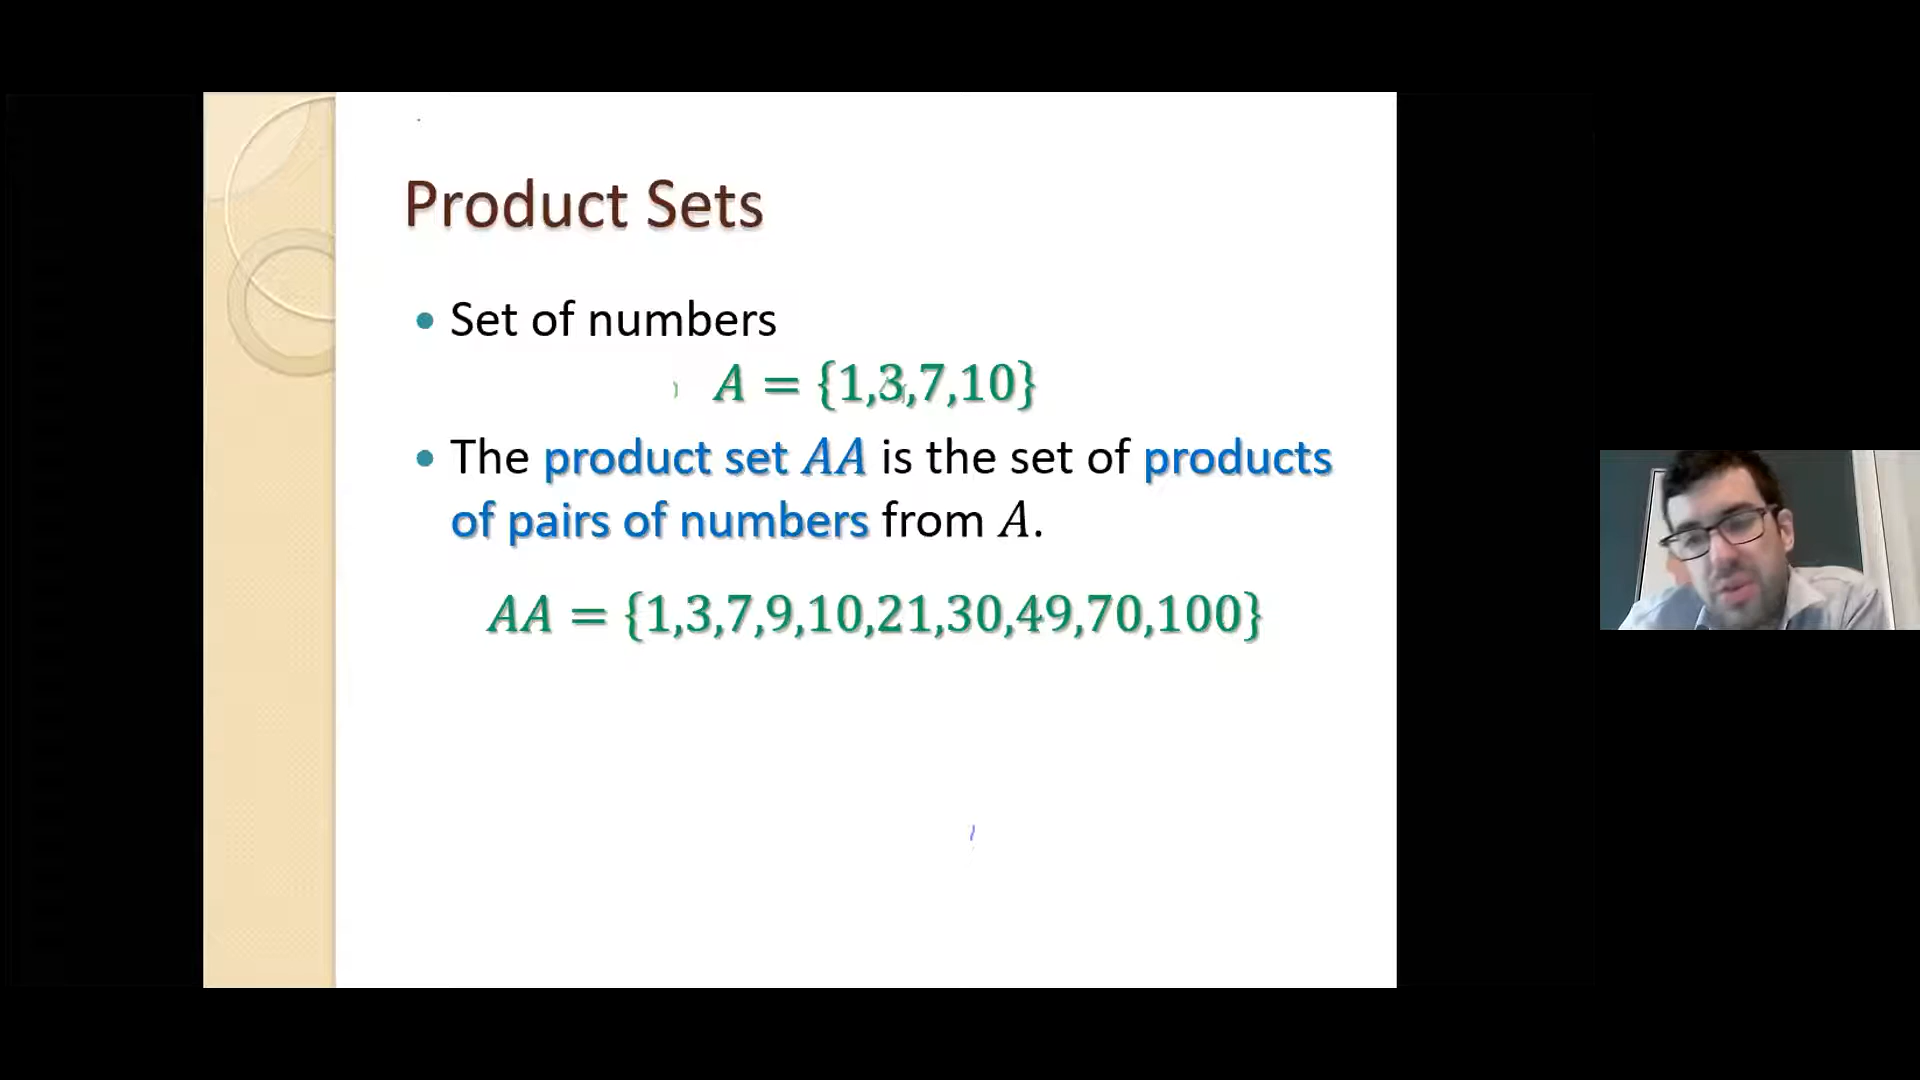 Product Sets
• Set of numbers
A = {1,3,7,10}
• The product set AA is the set of products
of pairs of numbers from A.
AA = {1,3,7,9,10,21,30,49,70,100}